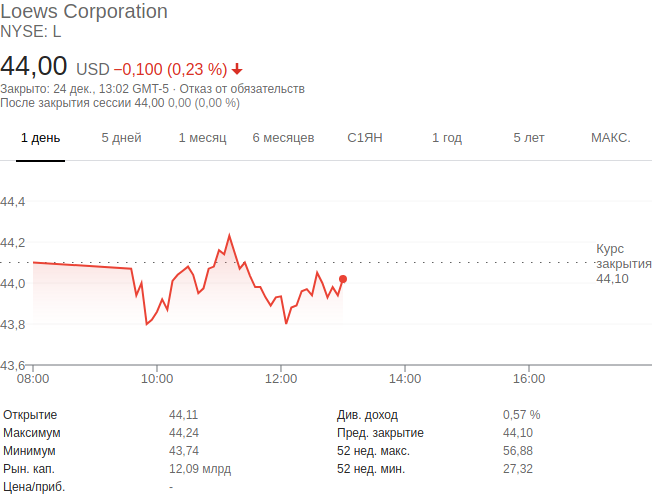 Loews Corporation
NYSE: L
44,00 USD −0,100 (0,23 %)
Закрыто: 24 дек., 13:02 GMT-5 · Отказ от обязательств
После закрытия сессии 44,00 0,00 (0,00 %)
1 день 5 дней 1 месяц 6 месяцев С1ЯН 1 год 5 лет МАКС.
44,4
44,2
Курс
закрытия
44,10
44,0
43,8
43,6
08:00 10:00 12:00 14:00 16:00
Открытие 44,11 Див. доход 0,57 %
Максимум 44,24 Пред. закрытие 44,10
Минимум 43,74 52 нед. макс. 56,88
Рын. кап. 12,09 млрд 52 нед. мин. 27,32
Цена/приб. -